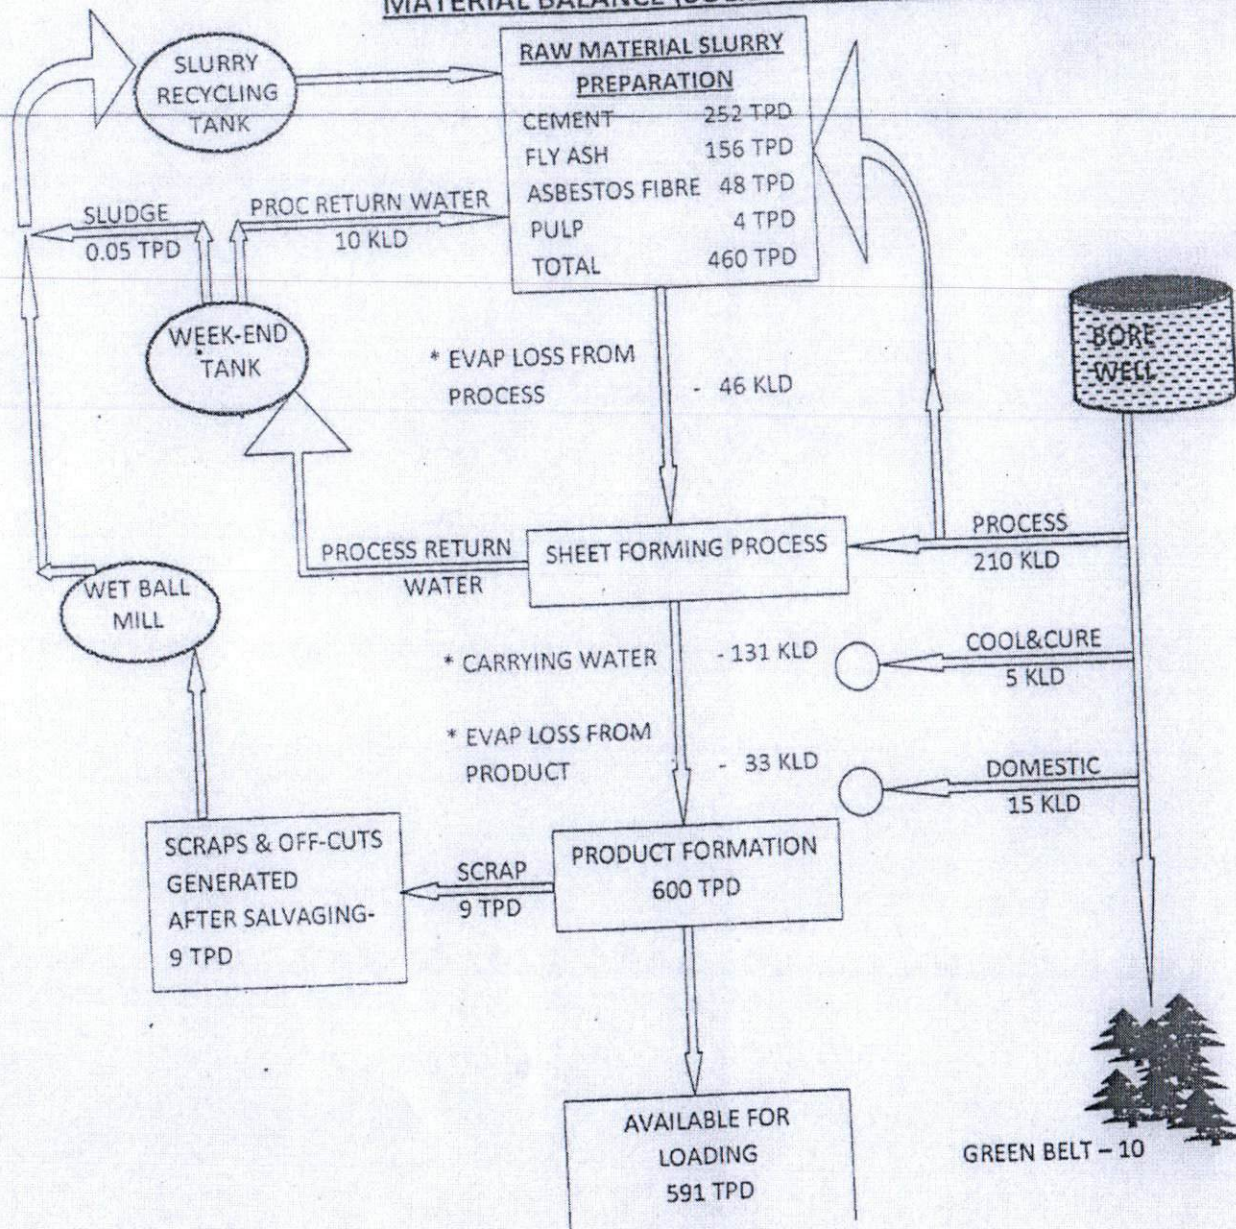 MATERIAL BALANCE
SLURRY
RECYCLING
TANK
RAW MATERIAL SLURRY
PREPARATION
CEMENT 252 TPD
FLY ASH 156 TPD
ASBESTOS FIBRE 48 TPD
PULP 4 TPD
TOTAL 460 TPD
SLUDGE
0.05 TPD
PROC RETURN WATER
10 KLD
WEEK-END
TANK
BORE
WELL
* EVAP LOSS FROM
PROCESS
- 46 KLD
PROCESS RETURN
WATER
SHEET FORMING PROCESS
PROCESS
210 KLD
WET BALL
MILL
* CARRYING WATER - 131 KLD
COOL&CURE
5 KLD
* EVAP LOSS FROM
PRODUCT
- 33 KLD
DOMESTIC
15 KLD
SCRAPS & OFF-CUTS
GENERATED
AFTER SALVAGING-
9 TPD
SCRAP
9 TPD
PRODUCT FORMATION
600 TPD
AVAILABLE FOR
LOADING
591 TPD
GREEN BELT – 10